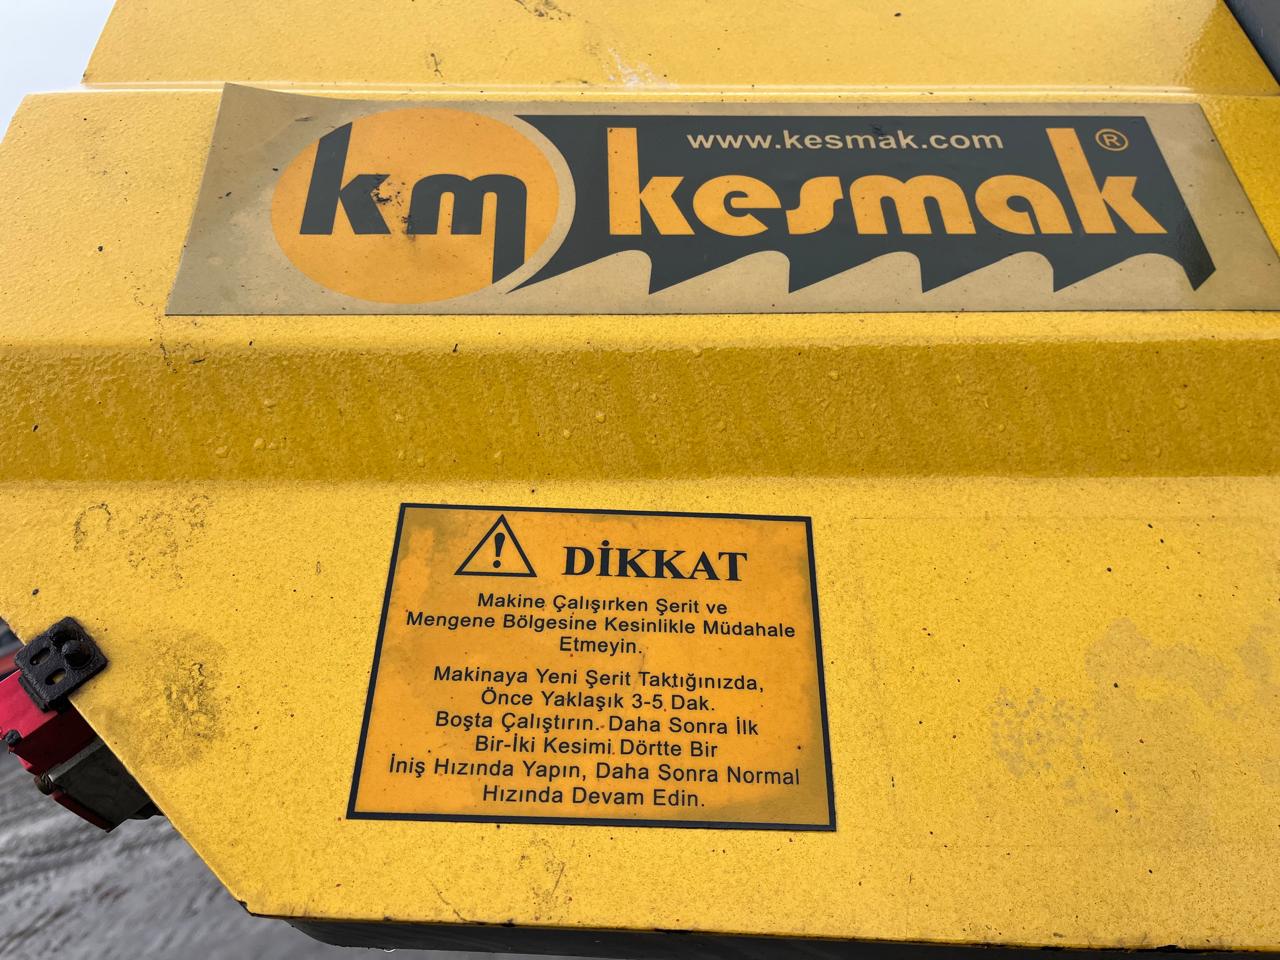 www.kesmak.com
km kesmak®
DİKKAT
Makine Çalışırken Şerit ve
Mengene Bölgesine Kesinlikle Müdahale
Etmeyin.
Makinaya Yeni Şerit Taktığınızda,
Önce Yaklaşık 3-5 Dak.
Boşta Çalıştırın. Daha Sonra İlk
Bir-İki Kesimi Dörtte Bir
İniş Hızında Yapın, Daha Sonra Normal
Hızında Devam Edin.